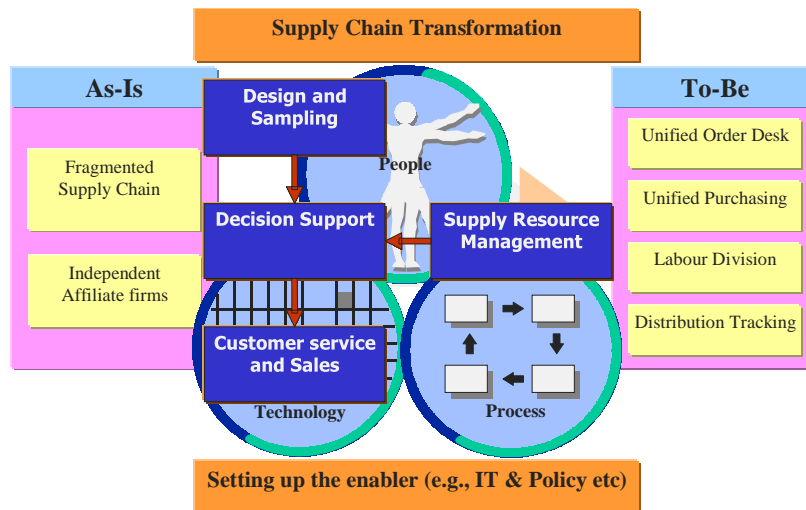 Supply Chain Transformation
As-Is
Fragmented
Supply Chain
Independent
Affiliate firms
Design and
Sampling
People
Decision Support
Supply Resource
Management
Customer service
and Sales
Technology
Process
To-Be
Unified Order Desk
Unified Purchasing
Labour Division
Distribution Tracking
Setting up the enabler (e.g., IT & Policy etc)